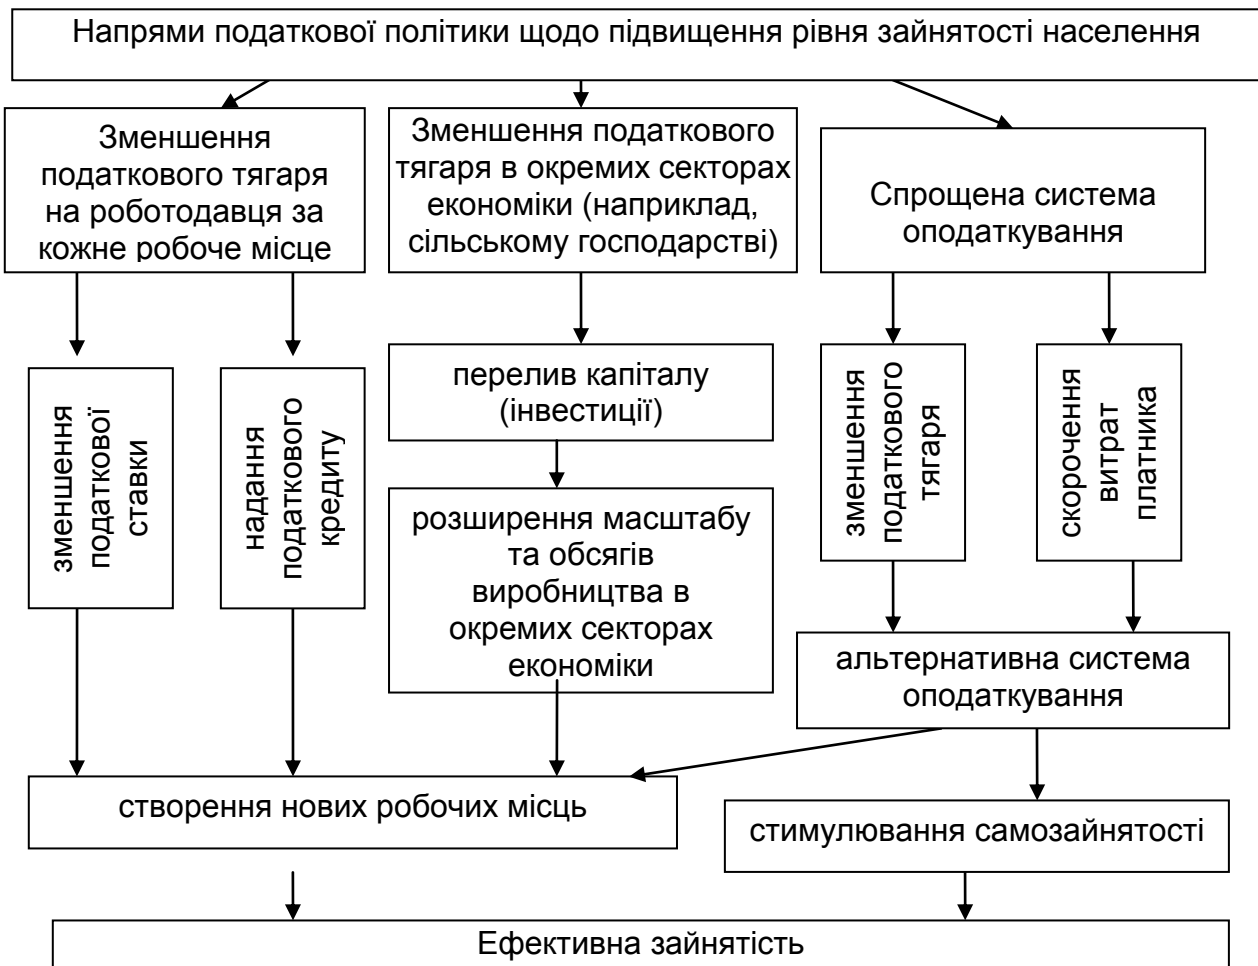 Напрями податкової політики щодо підвищення рівня зайнятості населення
Зменшення
податкового тягаря
на роботодавця за
кожне робоче місце
Зменшення податкового
тягаря в окремих секторах
економіки (наприклад,
сільському господарстві)
Спрощена система
оподаткування
зменшення
податкової
ставки
надання
податкового
кредиту
перелив капіталу
(інвестиції)
розширення масштабу
та обсягів
виробництва в
окремих секторах
економіки
зменшення
податкового
тягаря
скорочення
витрат
платника
альтернативна система
оподаткування
створення нових робочих місць
стимулювання самозайнятості
Ефективна зайнятість